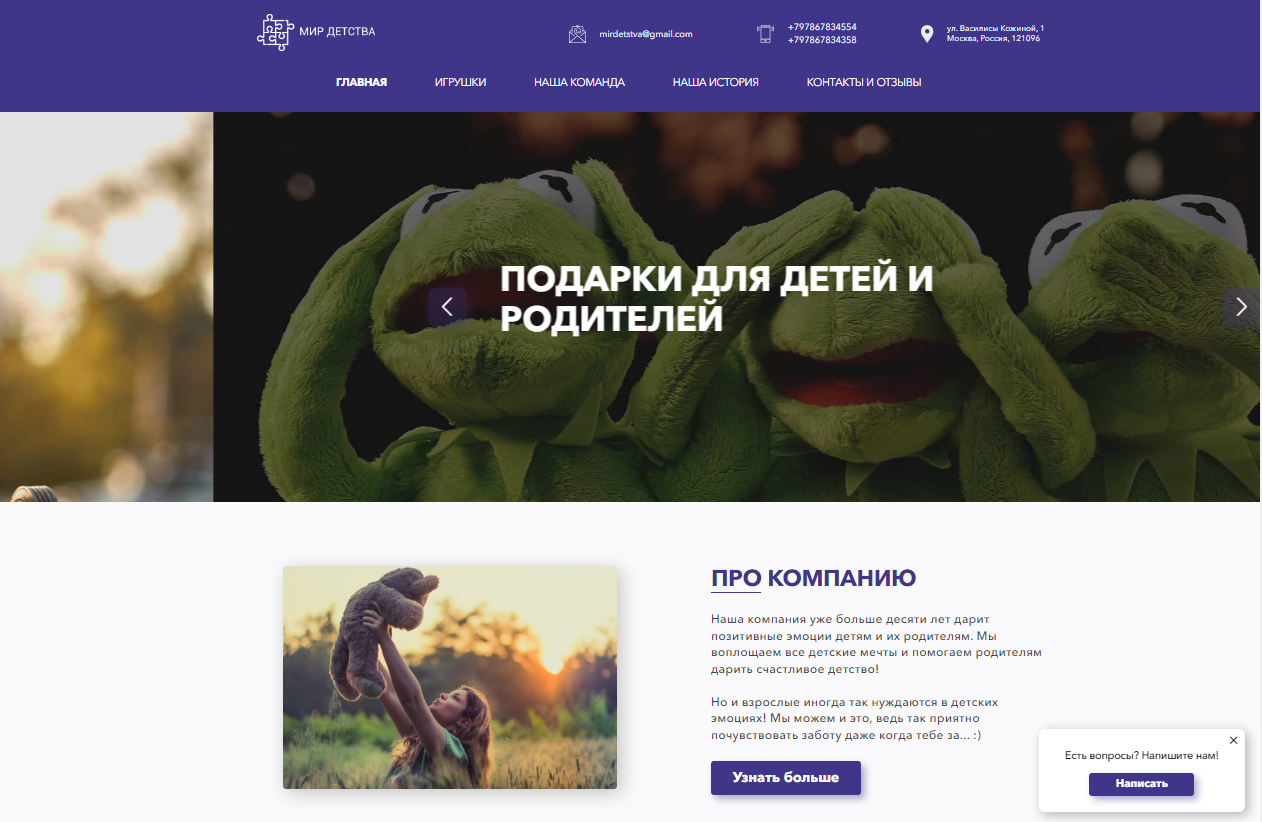 МИР ДЕТСТВА
mirdetstva@gmail.com
+797867834554
+797867834358
ул. Василисы Кожиной, 1
Москва, Россия, 121096
ГЛАВНАЯ
ИГРУШКИ
НАША КОМАНДА
НАША ИСТОРИЯ
КОНТАКТЫ И ОТЗЫВЫ
ПОДАРКИ ДЛЯ ДЕТЕЙ И
РОДИТЕЛЕЙ
ПРО КОМПАНИЮ
Наша компания уже больше десяти лет дарит
позитивные эмоции детям и их родителям. Мы
воплощаем все детские мечты и помогаем родителям
дарить счастливое детство!
Но и взрослые иногда так нуждаются в детских
эмоциях! Мы можем и это, ведь так приятно
почувствовать заботу даже когда тебе за... :)
Узнать больше
Есть вопросы? Напишите нам!
Написать